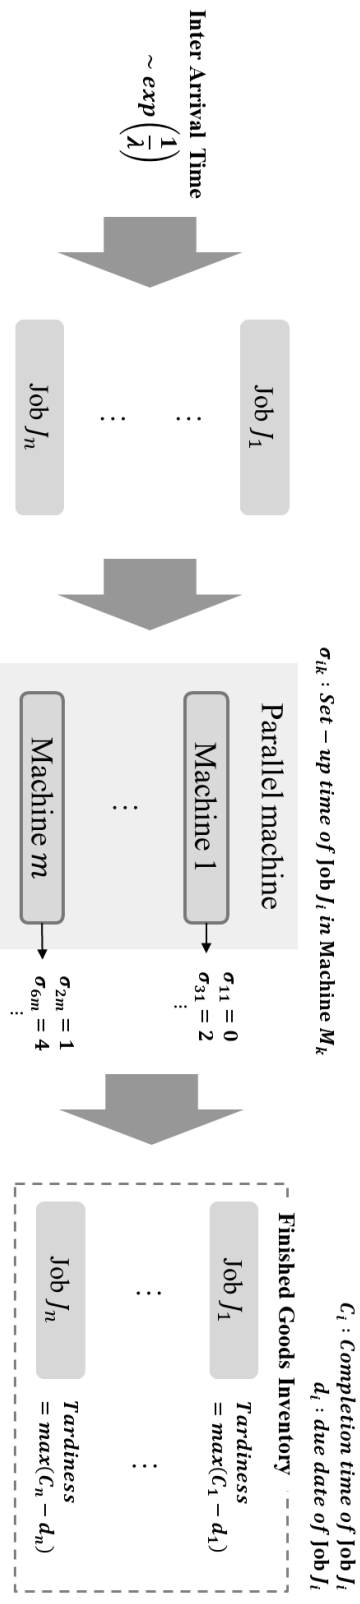 Inter Arrival Time
~ exp(1/λ)
Job J₁
⋯ ⋯
Job Jₙ
σᵢₖ : Set − up time of Job Jᵢ in Machine Mₖ
Parallel machine
Machine 1
⋯
Machine m
σ₁₁ = 0
σ₃₁ = 2
⋯
σ₂ₘ = 1
σ₆ₘ = 4
⋯
Cᵢ : Completion time of Job Jᵢ
dᵢ : due date of Job Jᵢ
Finished Goods Inventory
Job J₁
Tardiness
= max(C₁ − d₁)
⋯ ⋯
Job Jₙ
Tardiness
= max(Cₙ − dₙ)